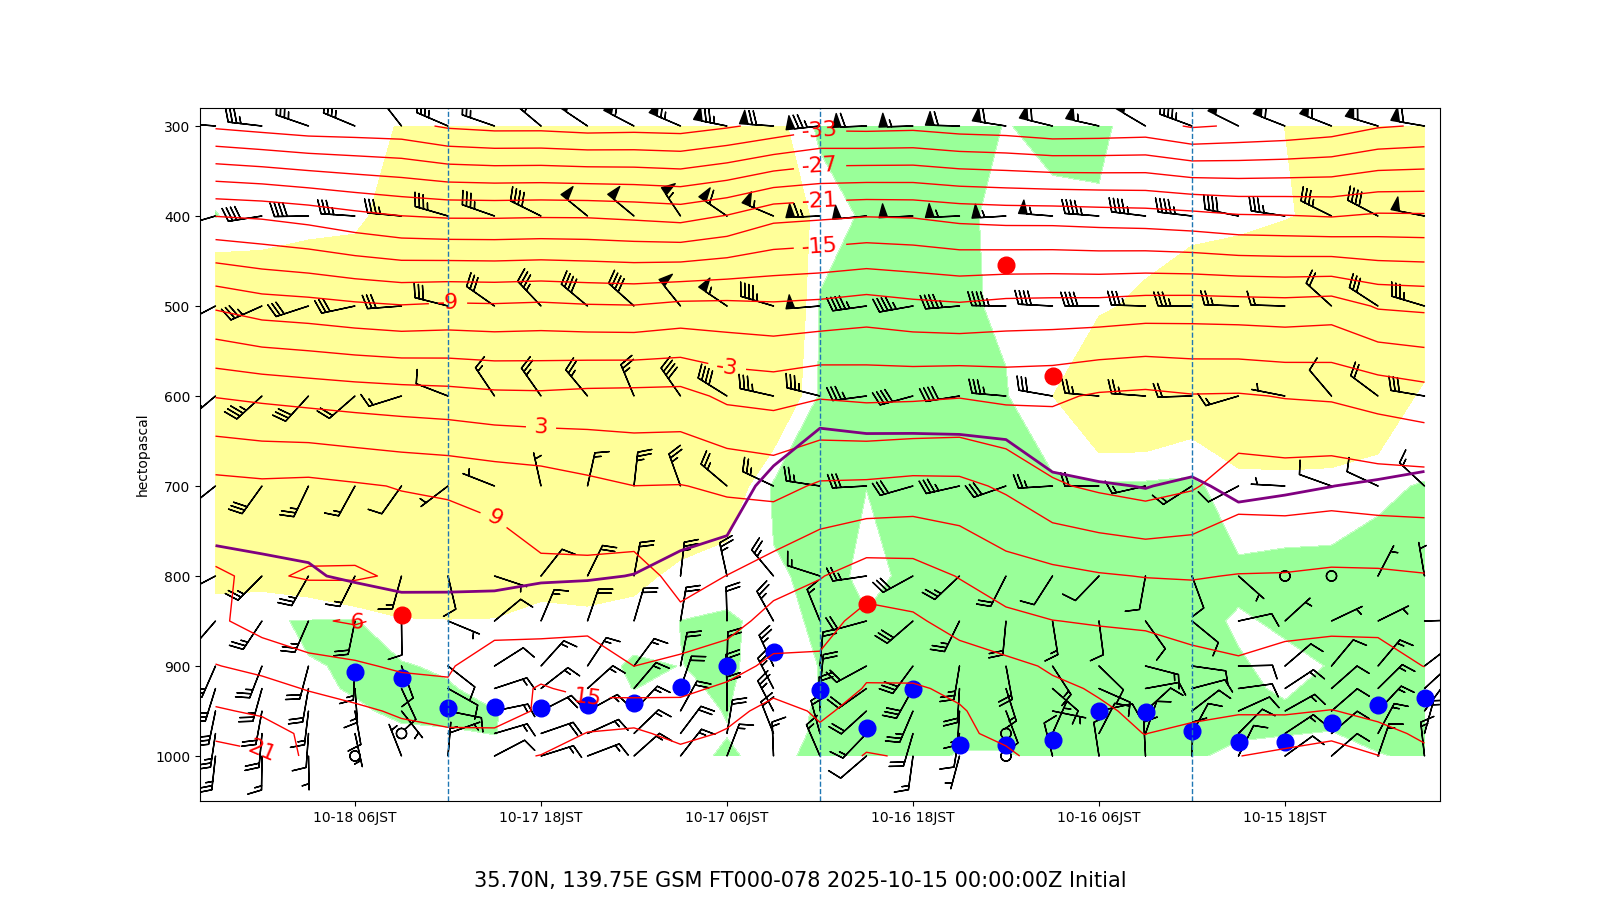 300
400
500
600
700
800
900
1000
hectopascal
-33
-27
-21
-15
9
-3
3
9
6
15
21
10-18 06JST
10-17 18JST
10-17 06JST
10-16 18JST
10-16 06JST
10-15 18JST
35.70N, 139.75E GSM FT000-078 2025-10-15 00:00:00Z Initial